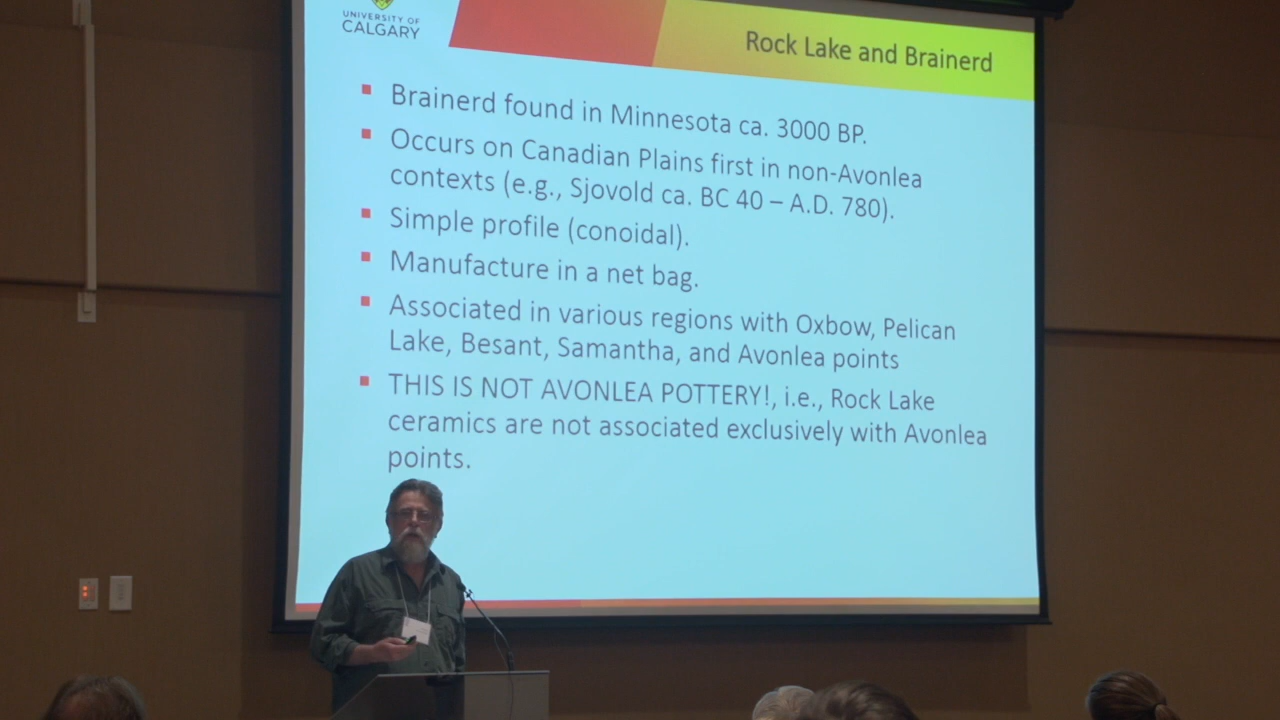 UNIVERSITY OF
CALGARY
Rock Lake and Brainerd
Brainerd found in Minnesota ca. 3000 BP.
Occurs on Canadian Plains first in non-Avonlea
contexts (e.g., Sjovold ca. BC 40 – A.D. 780).
Simple profile (conoidal).
Manufacture in a net bag.
Associated in various regions with Oxbow, Pelican
Lake, Besant, Samantha, and Avonlea points
THIS IS NOT AVONLEA POTTERY!, i.e., Rock Lake
ceramics are not associated exclusively with Avonlea
points.